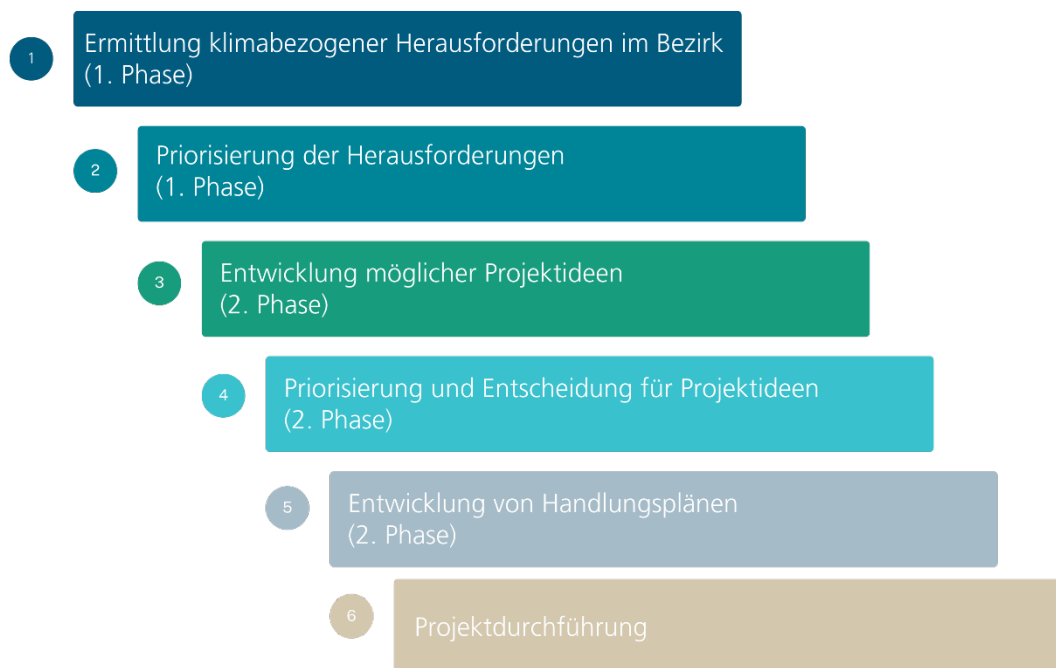 1
Ermittlung klimabezogener Herausforderungen im Bezirk
(1. Phase)
2
Priorisierung der Herausforderungen
(1. Phase)
3
Entwicklung möglicher Projektideen
(2. Phase)
4
Priorisierung und Entscheidung für Projektideen
(2. Phase)
5
Entwicklung von Handlungsplänen
(2. Phase)
6
Projektdurchführung